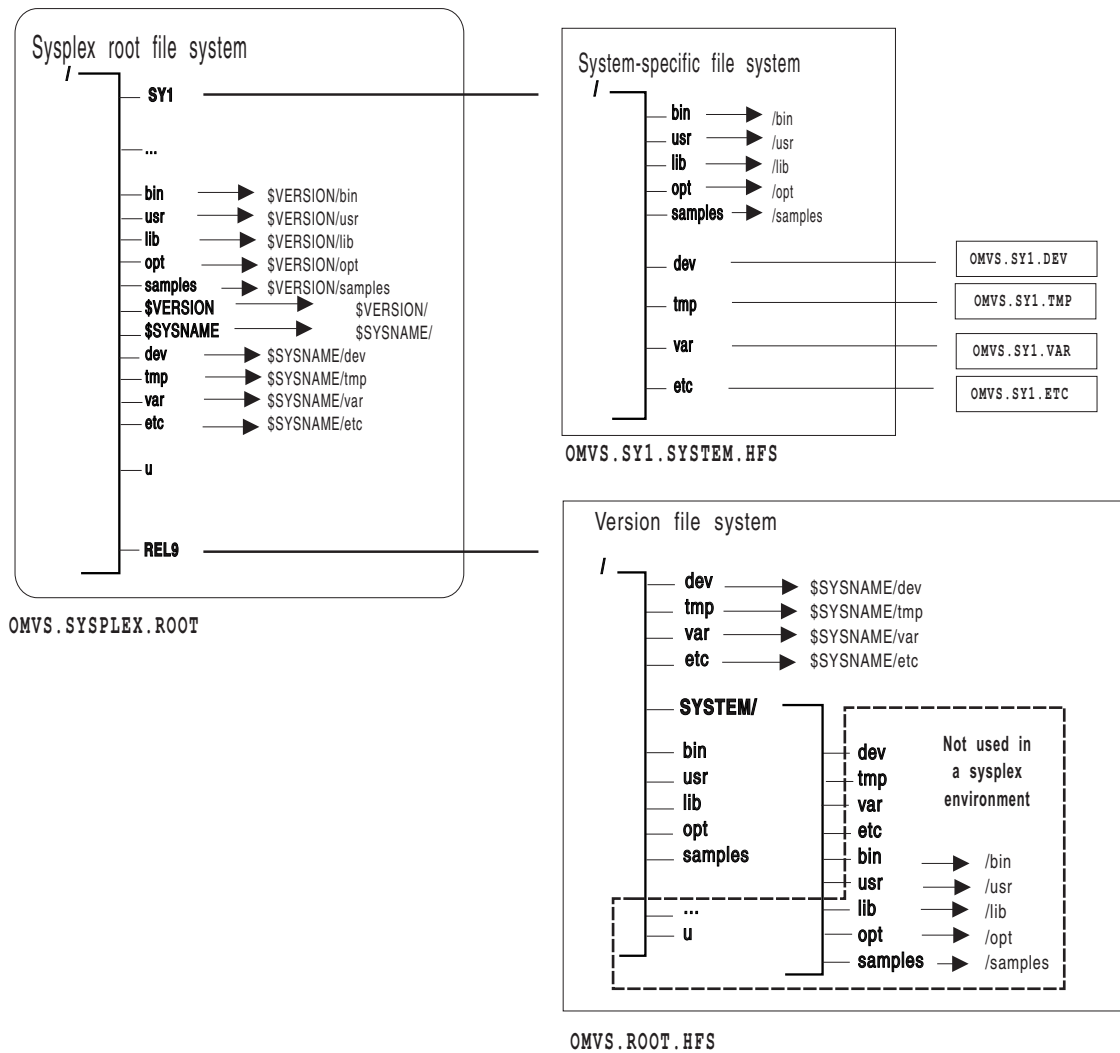 Sysplex root file system
/
SY1
...
bin $VERSION/bin
usr $VERSION/usr
lib $VERSION/lib
opt $VERSION/opt
samples $VERSION/samples
$VERSION $VERSION/
$SYSNAME $SYSNAME/
dev $SYSNAME/dev
tmp $SYSNAME/tmp
var $SYSNAME/var
etc $SYSNAME/etc
u
REL9
OMVS.SYSPLEX.ROOT
System-specific file system
/
bin /bin
usr /usr
lib /lib
opt /opt
samples /samples
dev OMVS.SY1.DEV
tmp OMVS.SY1.TMP
var OMVS.SY1.VAR
etc OMVS.SY1.ETC
OMVS.SY1.SYSTEM.HFS
Version file system
/
dev $SYSNAME/dev
tmp $SYSNAME/tmp
var $SYSNAME/var
etc $SYSNAME/etc
SYSTEM/
bin
usr
lib
opt
samples
...
u
dev
tmp
var
etc
bin /bin
usr /usr
lib /lib
opt /opt
samples /samples
Not used in
a sysplex
environment
OMVS.ROOT.HFS